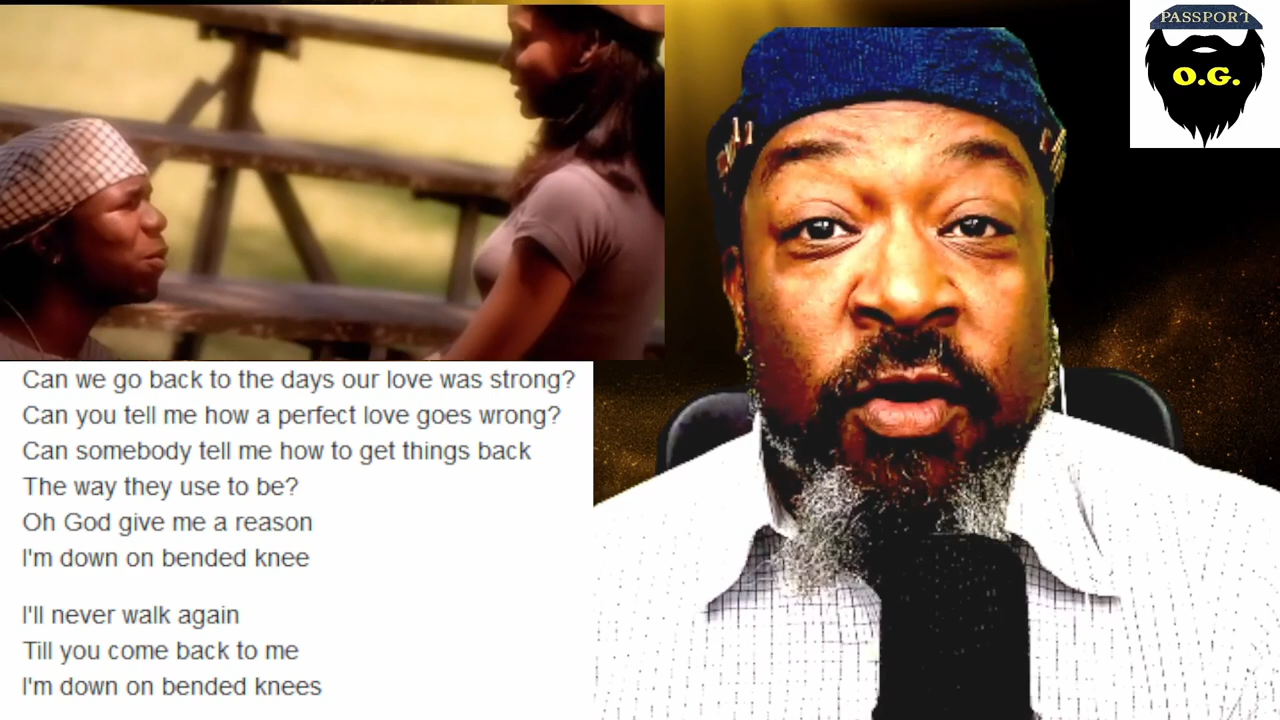 PASSPORT
O.G.
Can we go back to the days our love was strong?
Can you tell me how a perfect love goes wrong?
Can somebody tell me how to get things back
The way they use to be?
Oh God give me a reason
I'm down on bended knee
I'll never walk again
Till you come back to me
I'm down on bended knees